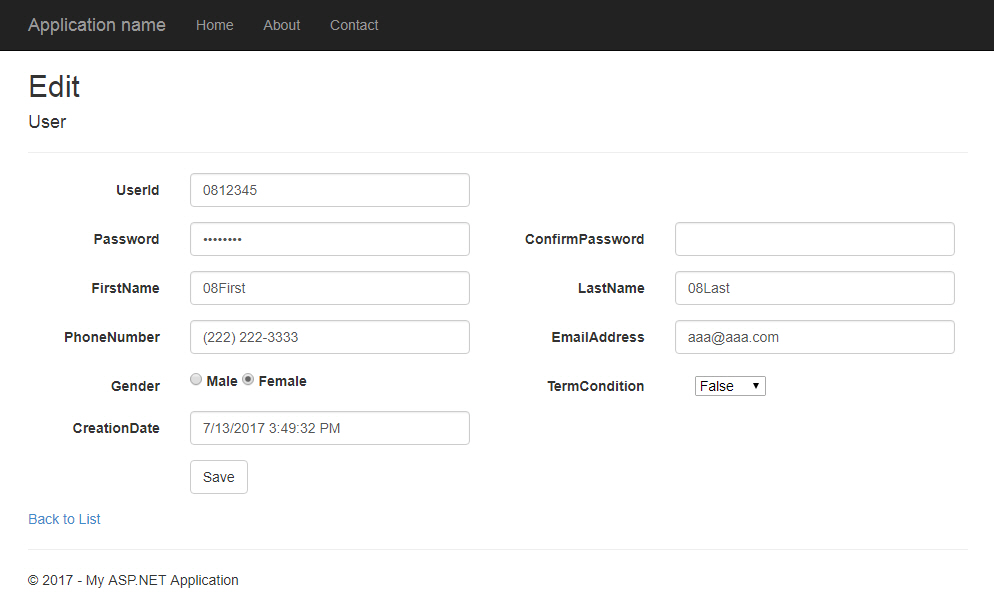 Application name Home About Contact
Edit
User
UserId 0812345
Password •••••••• ConfirmPassword
FirstName 08First LastName 08Last
PhoneNumber (222) 222-3333 EmailAddress aaa@aaa.com
Gender Male Female TermCondition False
CreationDate 7/13/2017 3:49:32 PM
Save
Back to List
© 2017 - My ASP.NET Application